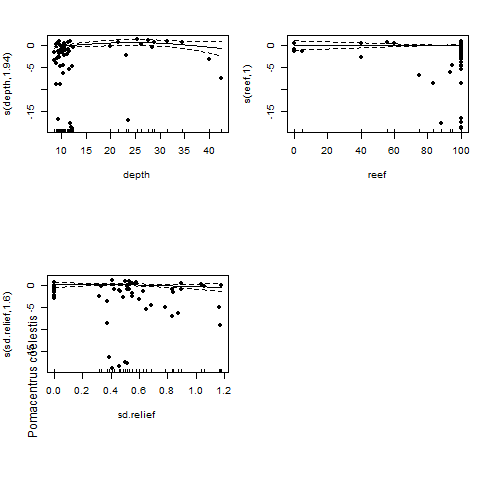 s(depth,1.94)
0
-5
-15
10 15 20 25 30 35 40
depth
s(reef,1)
0
-5
-15
0 20 40 60 80 100
reef
s(sd.relief,1.6)
0
-5
0.0 0.2 0.4 0.6 0.8 1.0 1.2
sd.relief
Pomacentrus coelestis